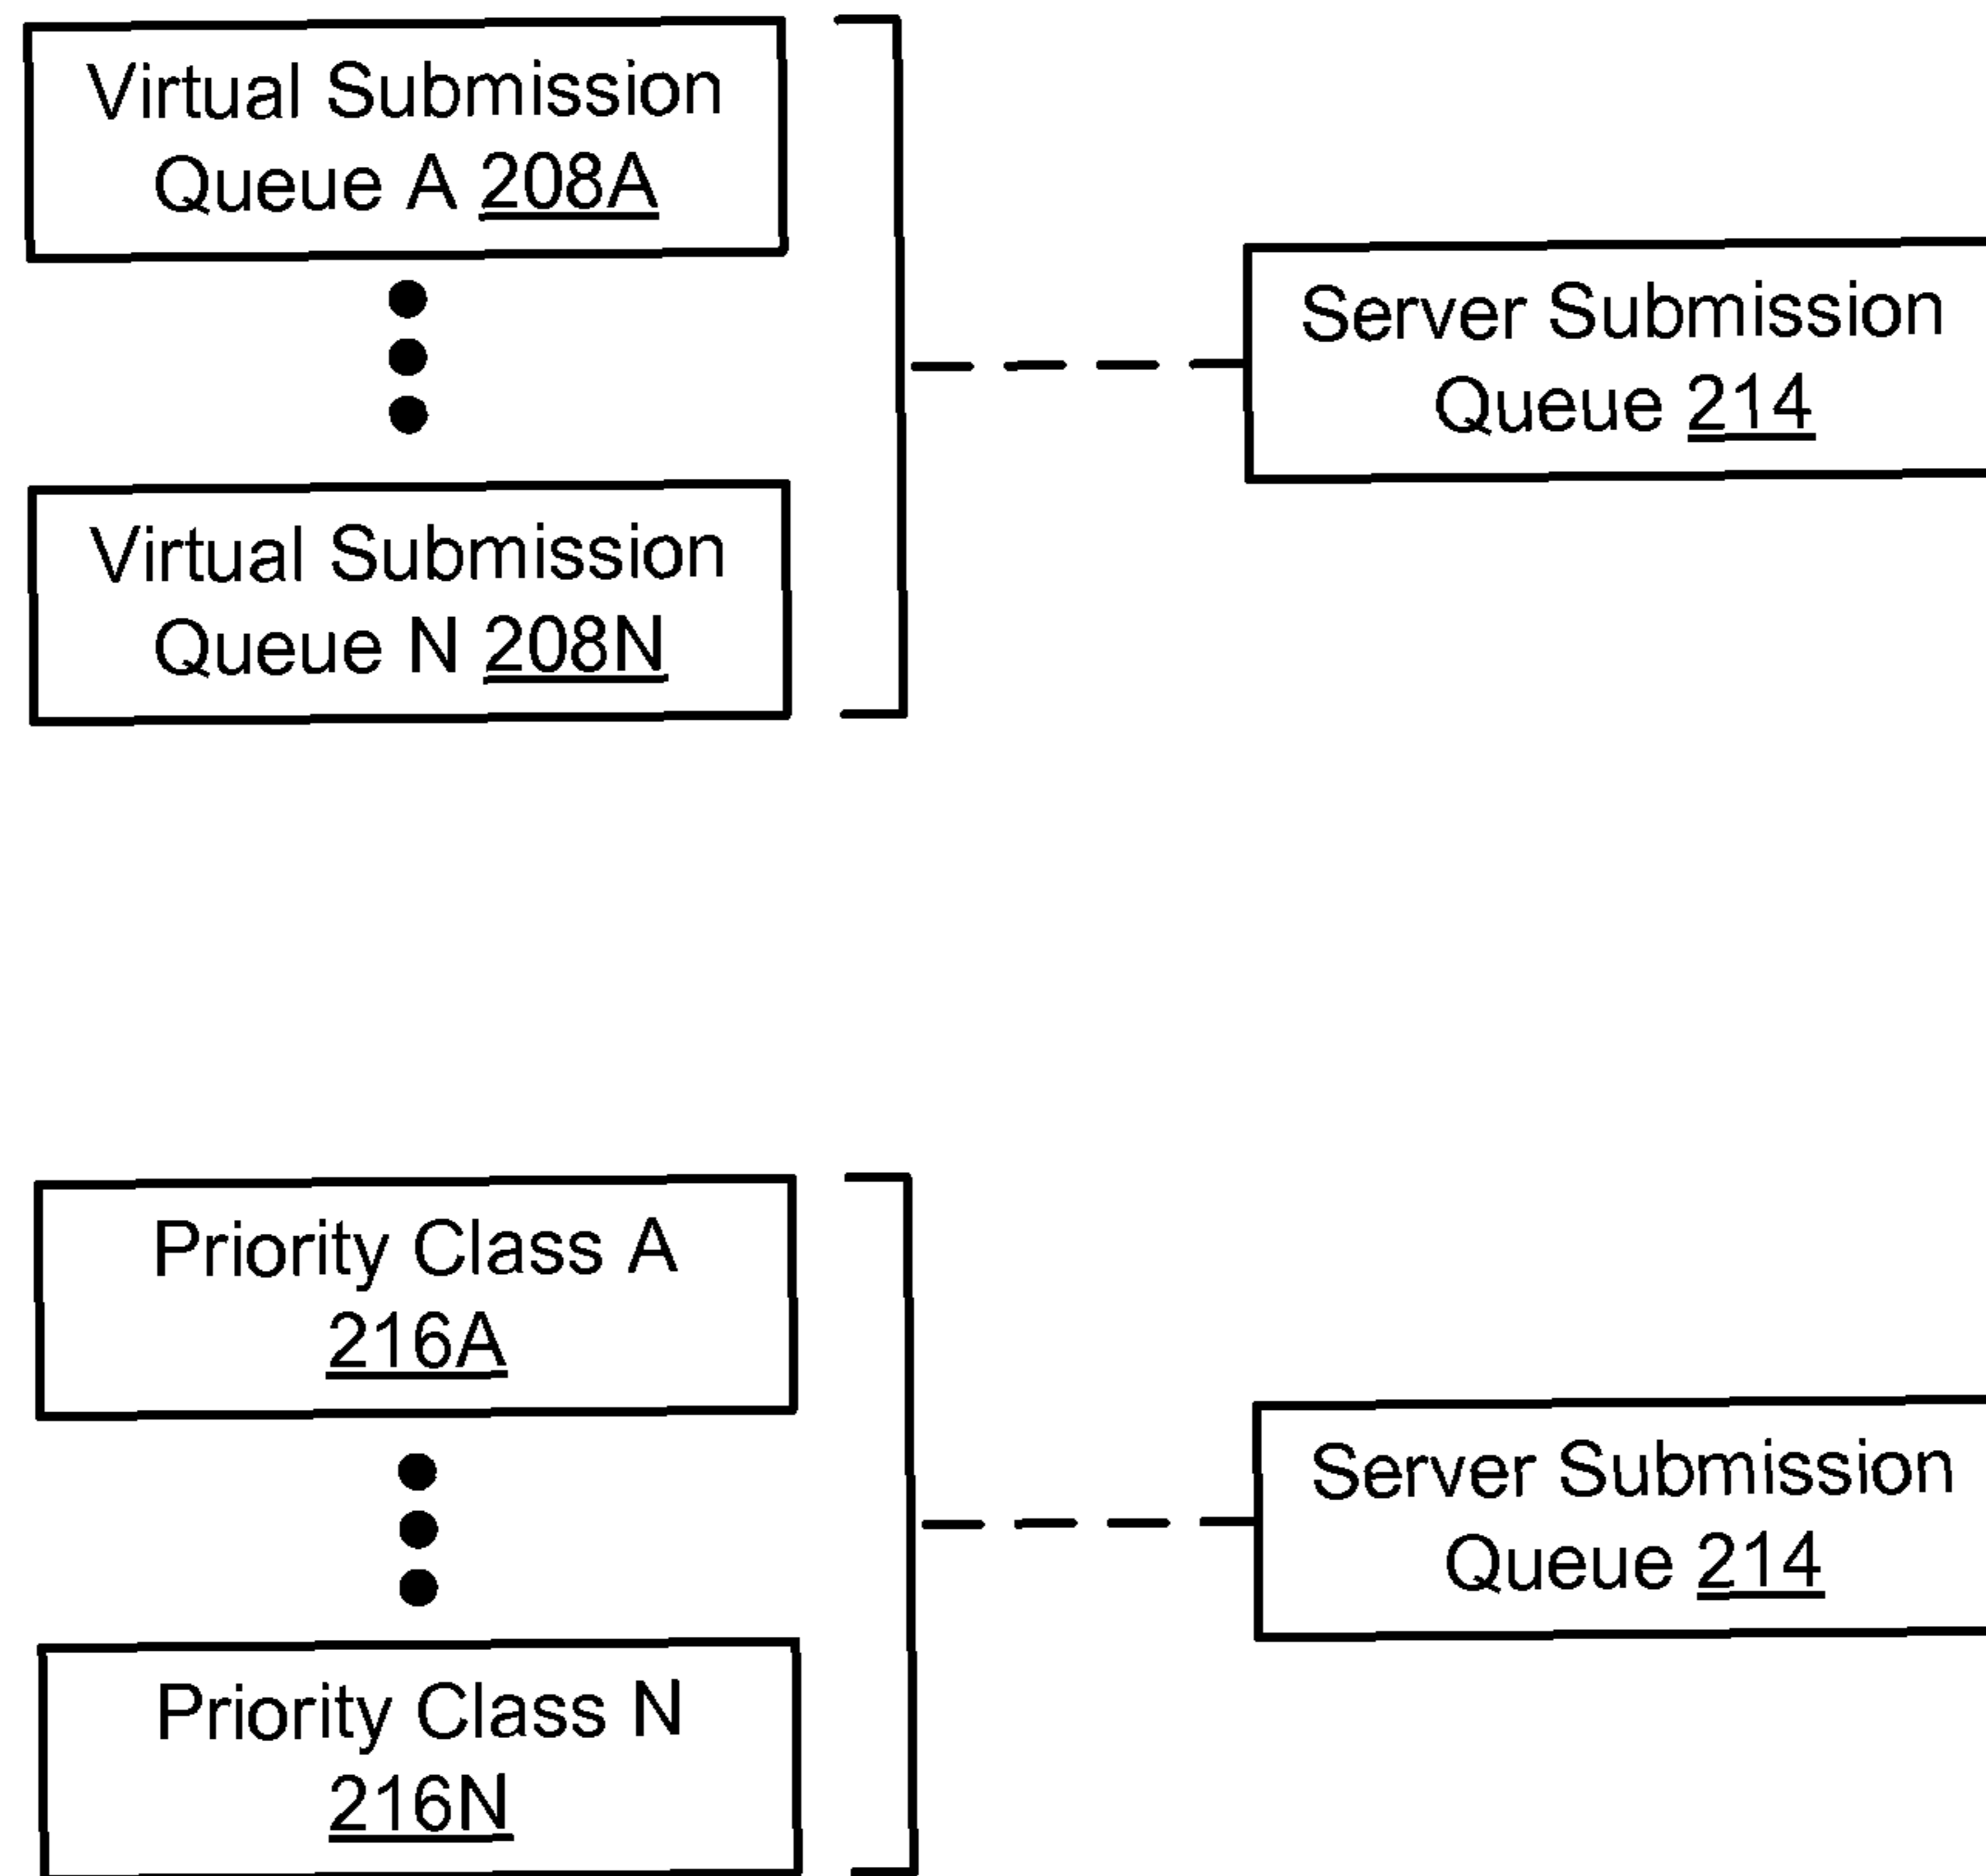 Virtual Submission
Queue A 208A
Server Submission
Queue 214
Virtual Submission
Queue N 208N
Priority Class A
216A
Server Submission
Queue 214
Priority Class N
216N